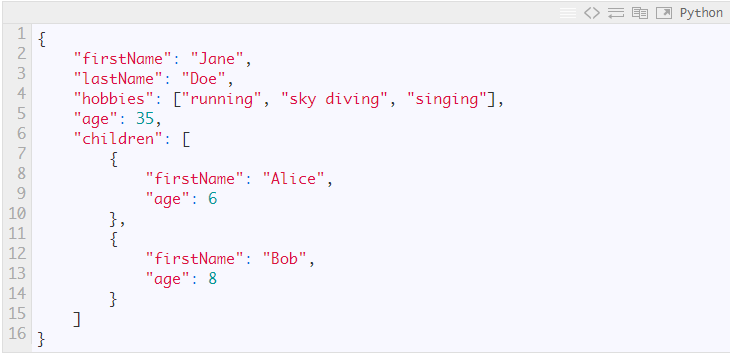 Python
1 {
2     "firstName": "Jane",
3     "lastName": "Doe",
4     "hobbies": ["running", "sky diving", "singing"],
5     "age": 35,
6     "children": [
7         {
8             "firstName": "Alice",
9             "age": 6
10         },
11         {
12             "firstName": "Bob",
13             "age": 8
14         }
15     ]
16 }